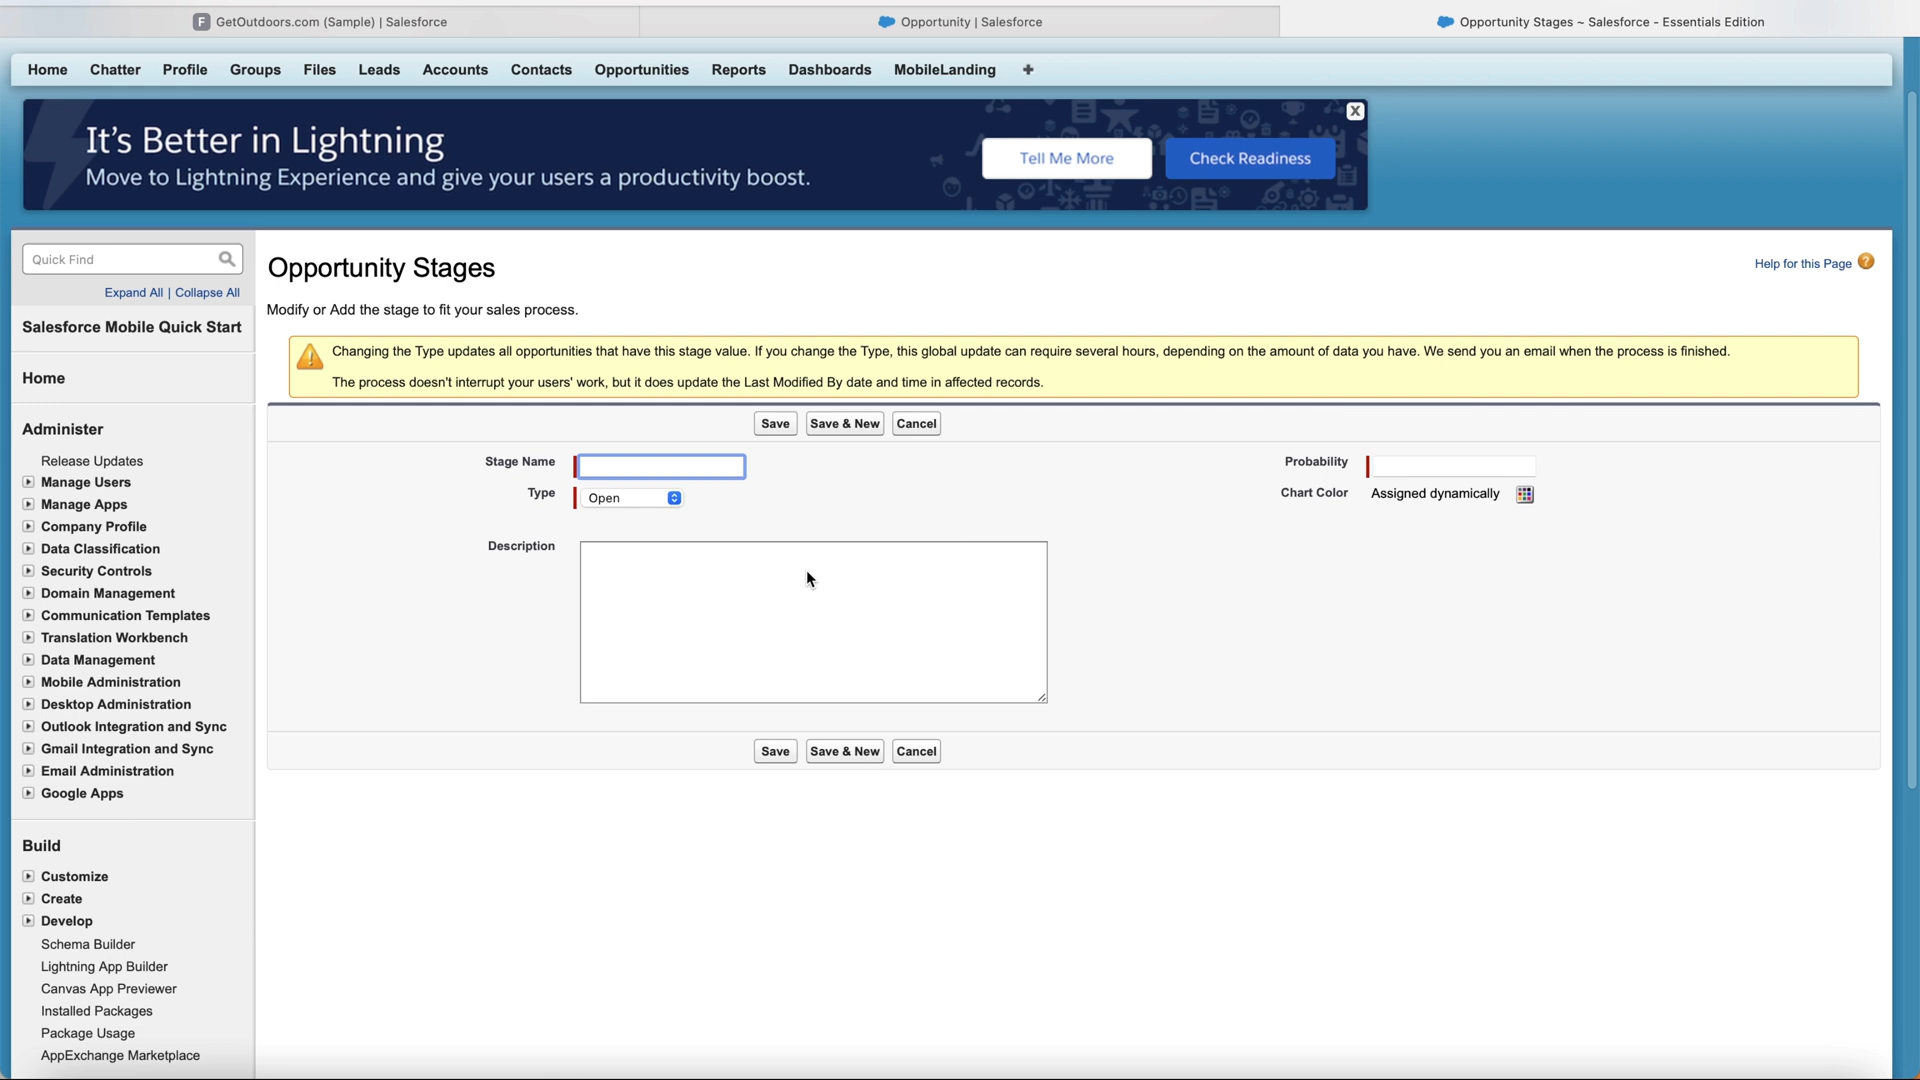 F GetOutdoors.com (Sample) | Salesforce
Opportunity | Salesforce
Opportunity Stages ~ Salesforce - Essentials Edition
Home Chatter Profile Groups Files Leads Accounts Contacts Opportunities Reports Dashboards MobileLanding +
It's Better in Lightning
Move to Lightning Experience and give your users a productivity boost.
Tell Me More
Check Readiness
X
Quick Find
Expand All | Collapse All
Salesforce Mobile Quick Start
Home
Administer
Release Updates
Manage Users
Manage Apps
Company Profile
Data Classification
Security Controls
Domain Management
Communication Templates
Translation Workbench
Data Management
Mobile Administration
Desktop Administration
Outlook Integration and Sync
Gmail Integration and Sync
Email Administration
Google Apps
Build
Customize
Create
Develop
Schema Builder
Lightning App Builder
Canvas App Previewer
Installed Packages
Package Usage
AppExchange Marketplace
Opportunity Stages
Help for this Page ?
Modify or Add the stage to fit your sales process.
Changing the Type updates all opportunities that have this stage value. If you change the Type, this global update can require several hours, depending on the amount of data you have. We send you an email when the process is finished.
The process doesn't interrupt your users' work, but it does update the Last Modified By date and time in affected records.
Save Save & New Cancel
Stage Name
Probability
Type Open
Chart Color Assigned dynamically
Description
Save Save & New Cancel